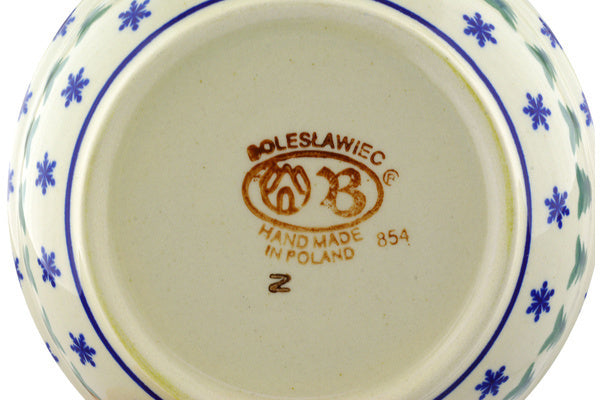 BOLESŁAWIEC
B ®
HAND MADE
IN POLAND 854
N